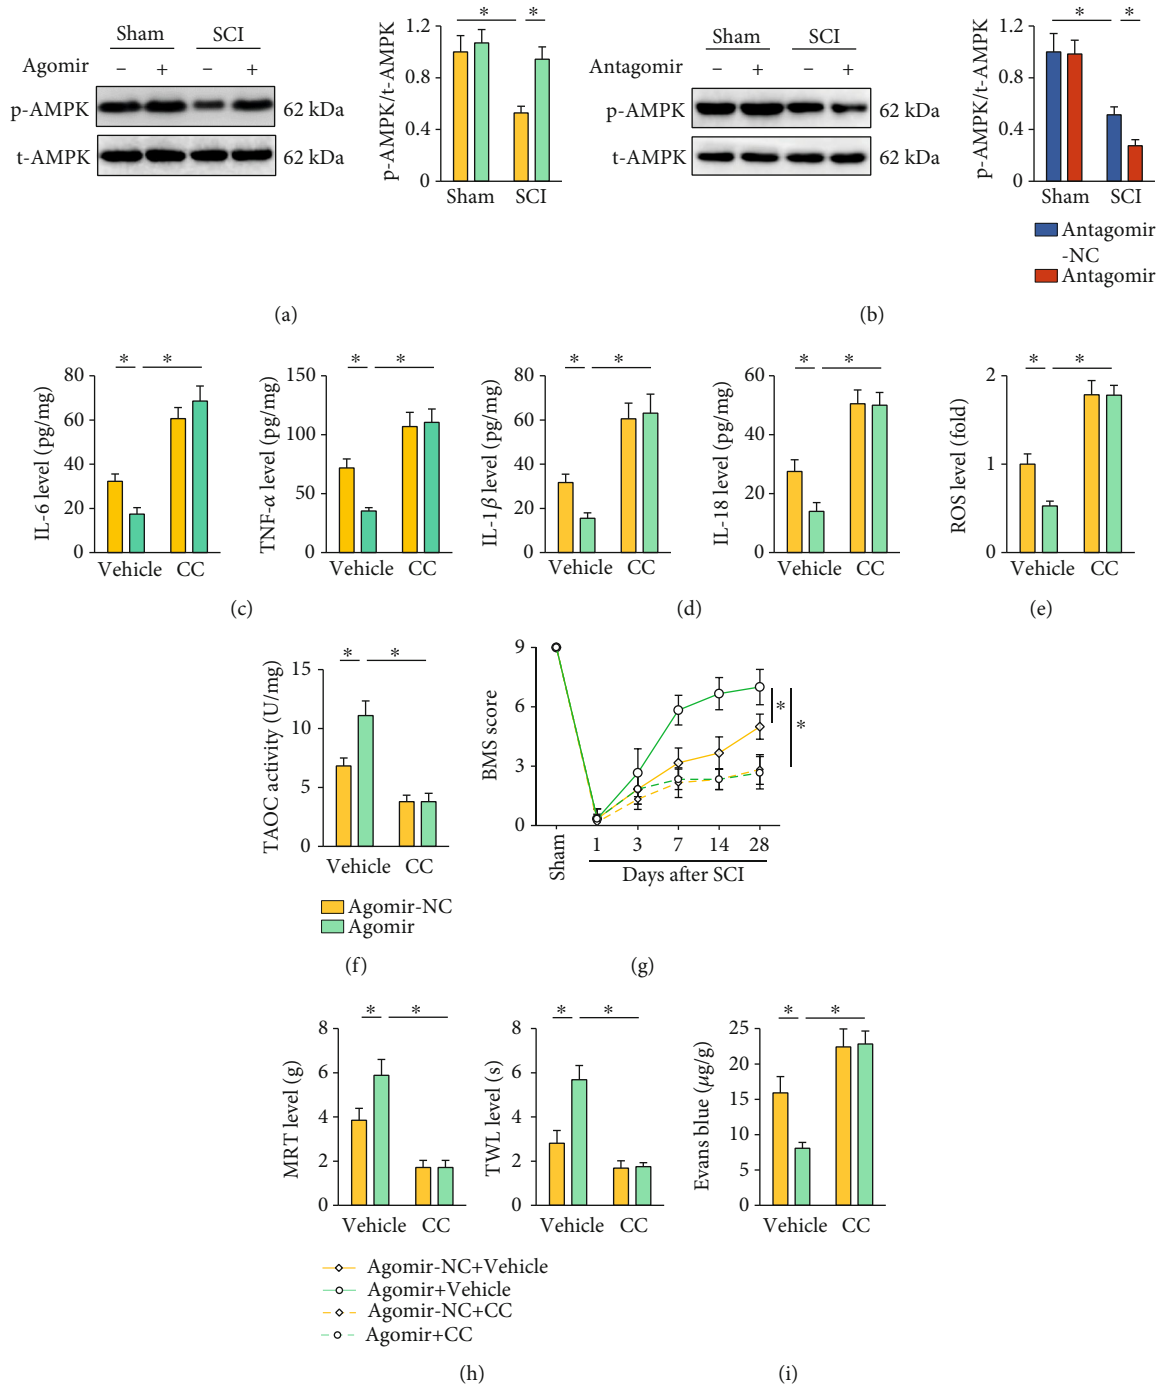 Sham SCI
Agomir − + − +
p-AMPK 62 kDa
t-AMPK 62 kDa
p-AMPK/t-AMPK
1.2
0.8
0.4
0
* *
Sham SCI
(a)
Sham SCI
Antagomir − + − +
p-AMPK 62 kDa
t-AMPK 62 kDa
p-AMPK/t-AMPK
1.2
0.8
0.4
0
* *
Sham SCI
Antagomir
-NC
Antagomir
(b)
IL-6 level (pg/mg)
80
60
40
20
0
* *
Vehicle CC
TNF-α level (pg/mg)
150
100
50
0
* *
Vehicle CC
(c)
IL-1β level (pg/mg)
80
60
40
20
0
* *
Vehicle CC
IL-18 level (pg/mg)
60
40
20
0
* *
Vehicle CC
(d)
ROS level (fold)
2
1
0
* *
Vehicle CC
(e)
TAOC activity (U/mg)
15
10
5
0
* *
Vehicle CC
Agomir-NC
Agomir
(f)
BMS score
9
6
3
0
*
*
Sham 1 3 7 14 28
Days after SCI
(g)
MRT level (g)
8
6
4
2
0
* *
Vehicle CC
TWL level (s)
8
6
4
2
0
* *
Vehicle CC
Agomir-NC+Vehicle
Agomir+Vehicle
Agomir-NC+CC
Agomir+CC
(h)
Evans blue (μg/g)
25
20
15
10
5
0
* *
Vehicle CC
(i)